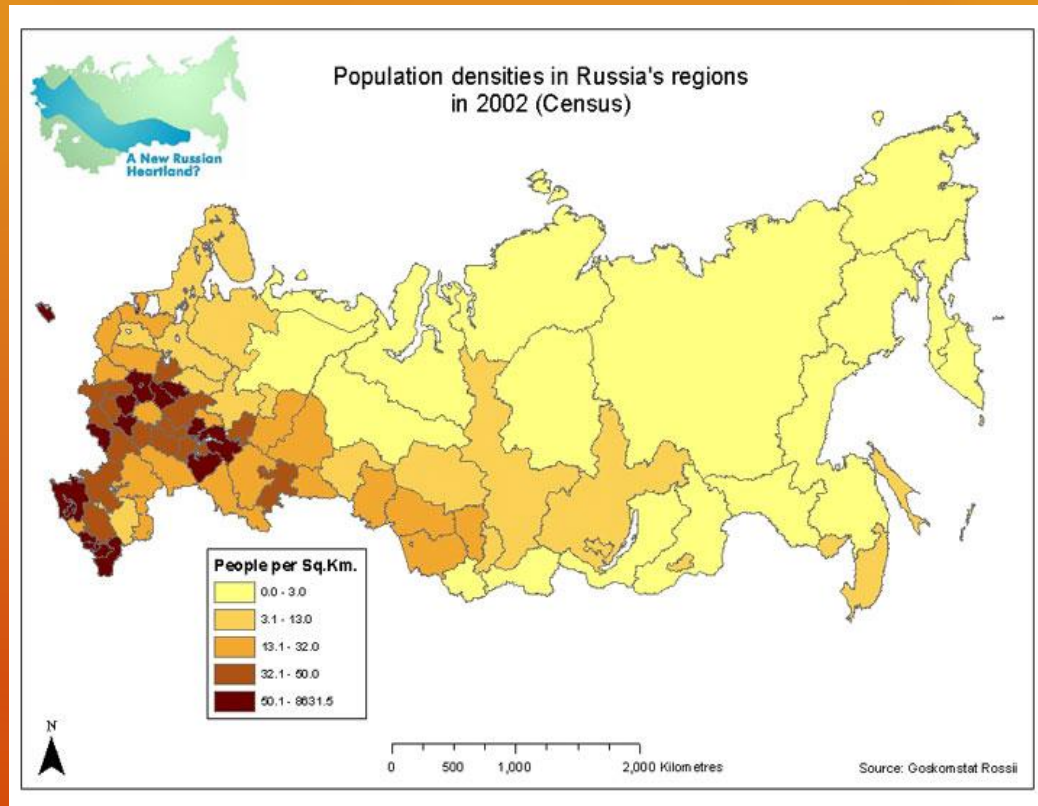 Population densities in Russia's regions
in 2002 (Census)
A New Russian
Heartland?
People per Sq.Km.
0.0 - 3.0
3.1 - 13.0
13.1 - 32.0
32.1 - 50.0
50.1 - 8631.5
N
0 500 1,000 2,000 Kilometres
Source: Goskomstat Rossii